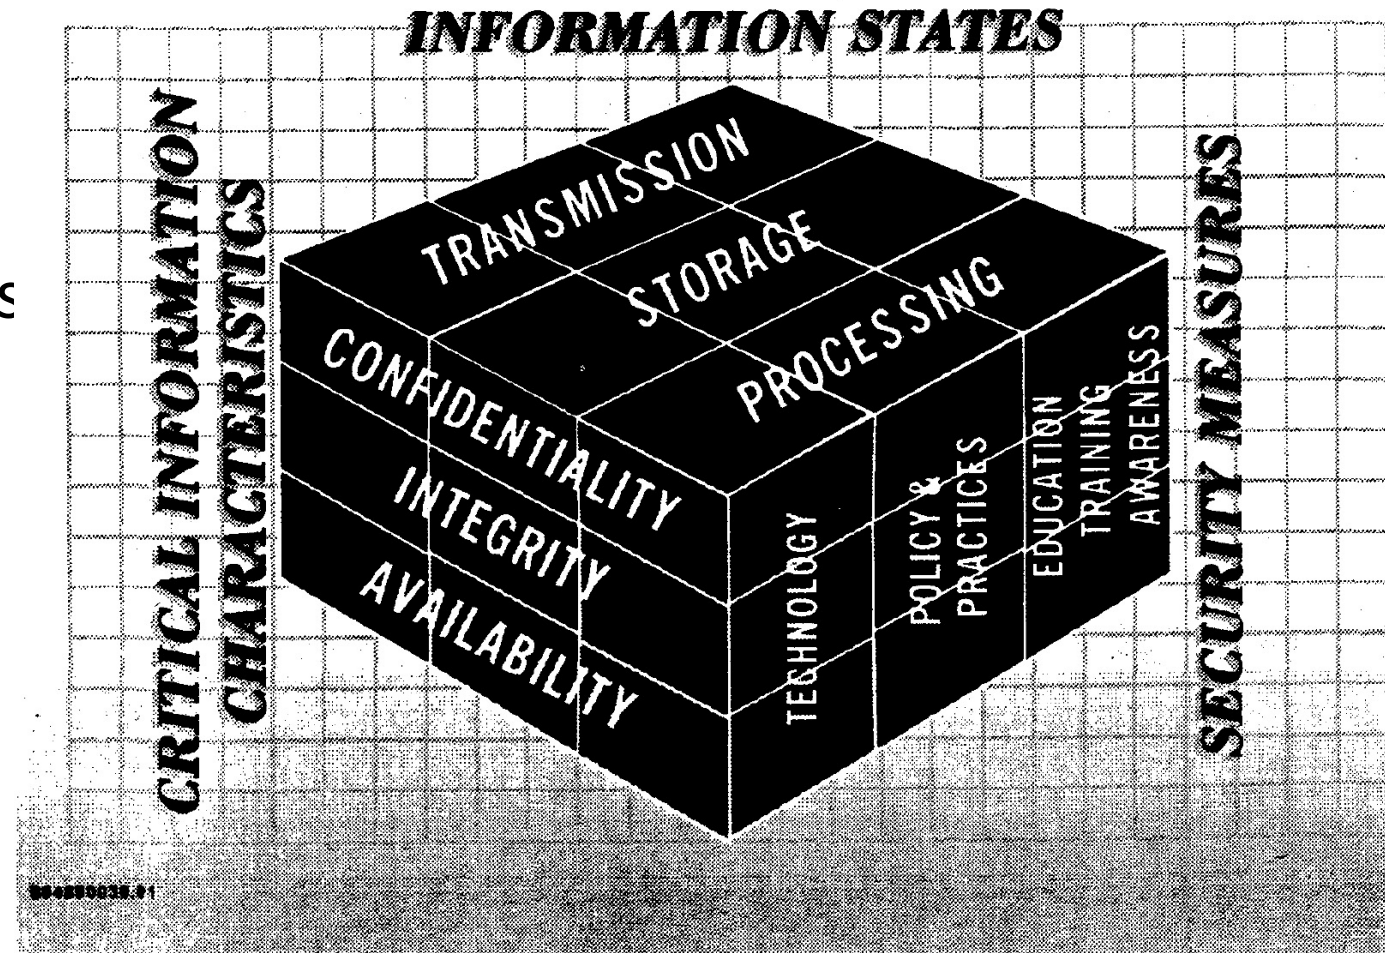 INFORMATION STATES
CRITICAL INFORMATION
CHARACTERISTICS
SECURITY MEASURES
TRANSMISSION
STORAGE
PROCESSING
CONFIDENTIALITY
INTEGRITY
AVAILABILITY
TECHNOLOGY
POLICY &
PRACTICES
EDUCATION
TRAINING
AWARENESS
S